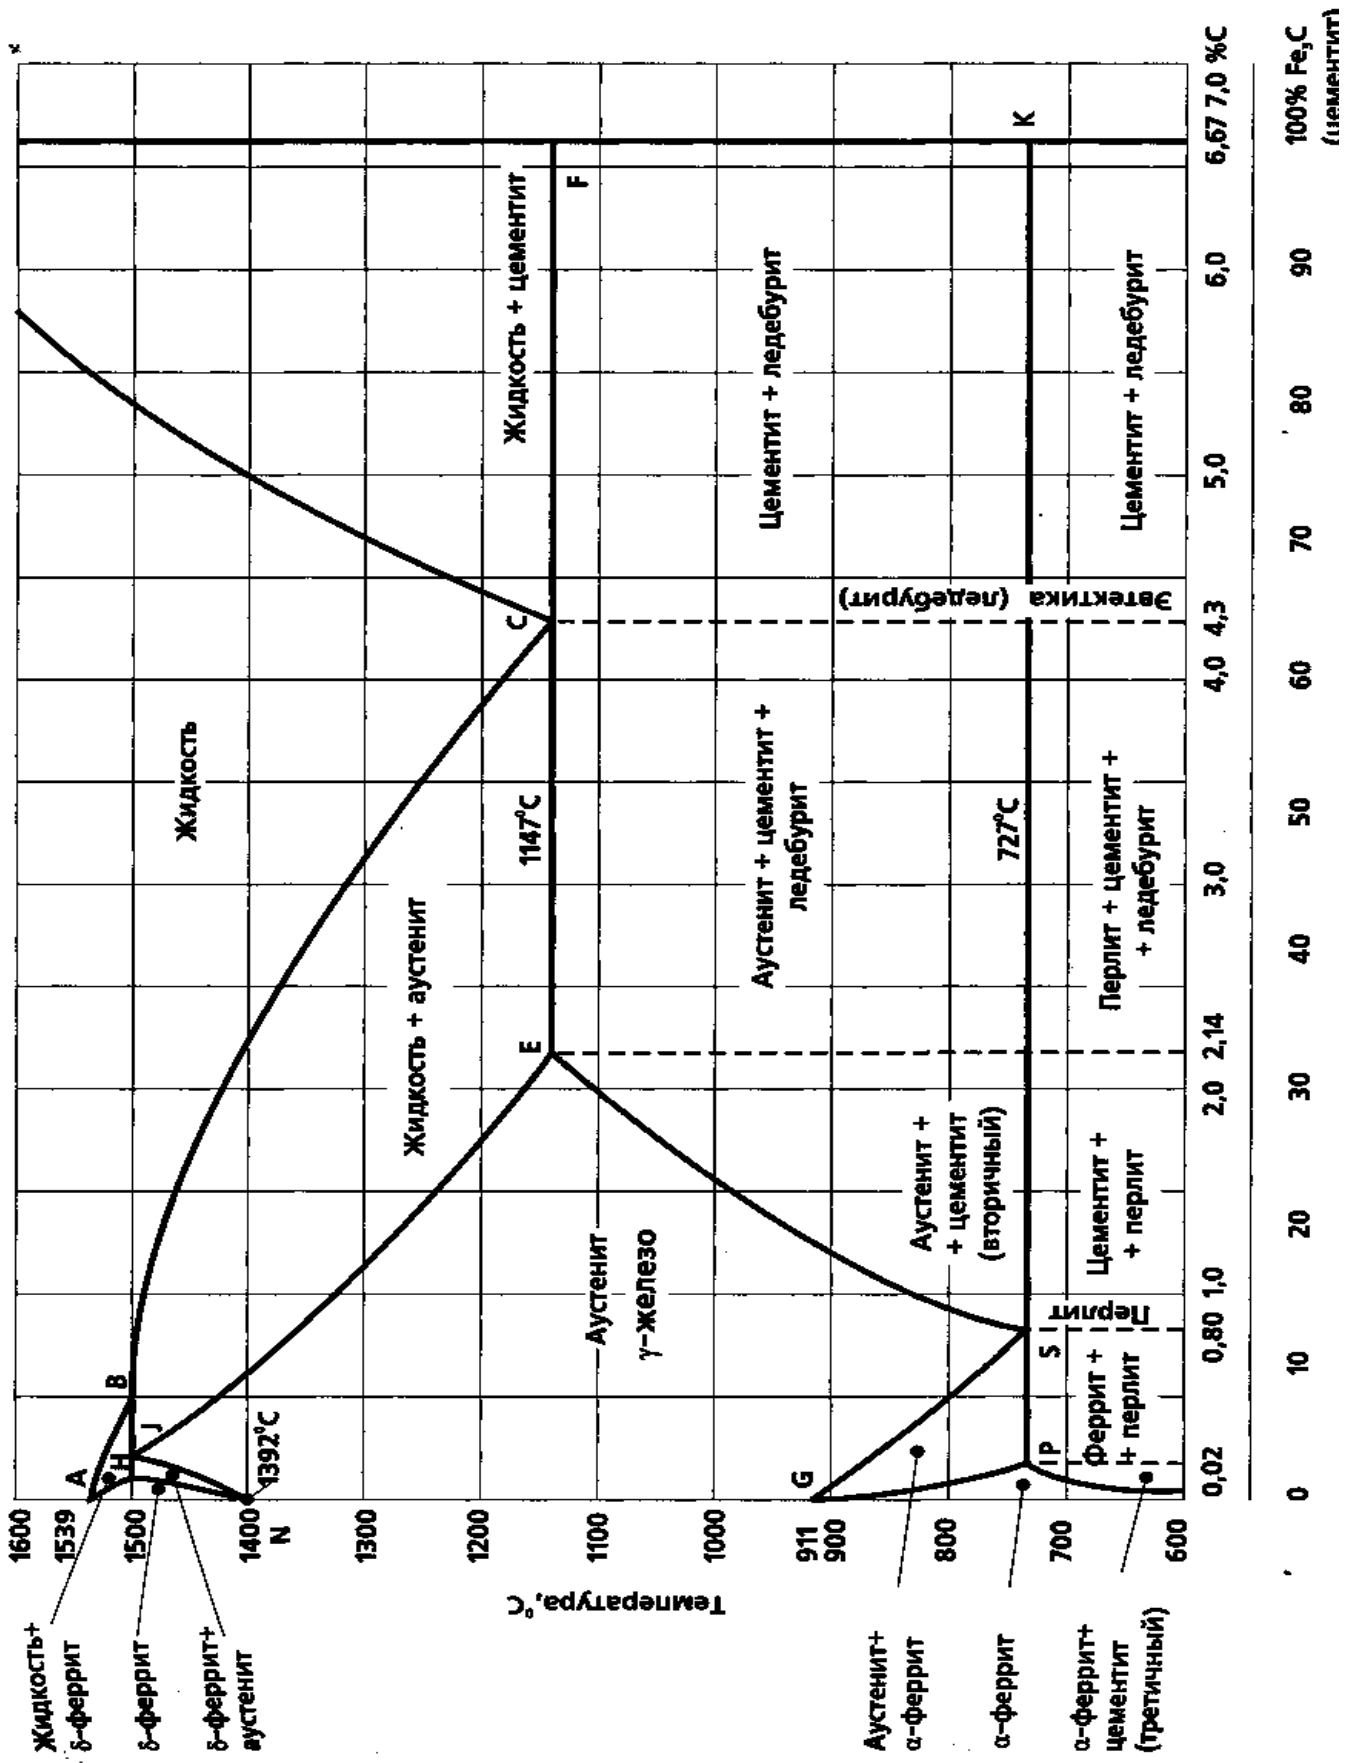 Жидкость+
δ-феррит
δ-феррит
δ-феррит+
аустенит
Температура,°C
1600
1539
1500
1400
1300
1200
1100
1000
911
900
800
700
600
A
B
H
J
N
1392°C
Жидкость
Жидкость + аустенит
C
Жидкость + цементит
F
E
1147°C
Аустенит
γ-железо
Аустенит + цементит +
ледебурит
Цементит + ледебурит
Эвтектика (ледебурит)
G
Аустенит +
+ цементит
(вторичный)
727°C
K
S
P
Феррит +
+ перлит
Перлит
Цементит +
+ перлит
Перлит + цементит +
+ ледебурит
Цементит + ледебурит
Аустенит+
α-феррит
α-феррит
α-феррит+
цементит
(третичный)
0,02 0,80 1,0 2,0 2,14 3,0 4,0 4,3 5,0 6,0 6,67 7,0 %C
0 10 20 30 40 50 60 70 80 90 100% Fe₃C
(цементит)